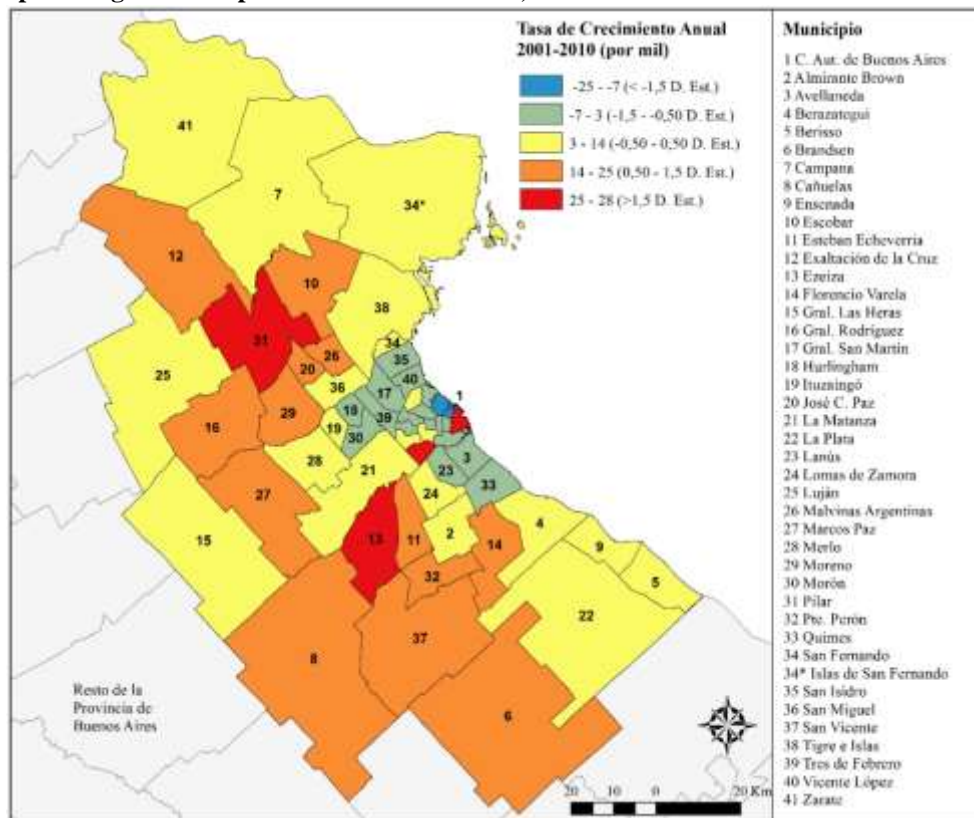 Tasa de Crecimiento Anual
2001-2010 (por mil)
-25 - -7 (< -1,5 D. Est.)
-7 - 3 (-1,5 - -0,50 D. Est.)
3 - 14 (-0,50 - 0,50 D. Est.)
14 - 25 (0,50 - 1,5 D. Est.)
25 - 28 (>1,5 D. Est.)
Municipio
1 C. Aut. de Buenos Aires
2 Almirante Brown
3 Avellaneda
4 Berazategui
5 Berisso
6 Brandsen
7 Campana
8 Cañuelas
9 Ensenada
10 Escobar
11 Esteban Echeverría
12 Exaltación de la Cruz
13 Ezeiza
14 Florencio Varela
15 Gral. Las Heras
16 Gral. Rodríguez
17 Gral. San Martín
18 Hurlingham
19 Ituzaingó
20 José C. Paz
21 La Matanza
22 La Plata
23 Lanús
24 Lomas de Zamora
25 Luján
26 Malvinas Argentinas
27 Marcos Paz
28 Merlo
29 Moreno
30 Morón
31 Pilar
32 Pte. Perón
33 Quilmes
34 San Fernando
34* Islas de San Fernando
35 San Isidro
36 San Miguel
37 San Vicente
38 Tigre e Islas
39 Tres de Febrero
40 Vicente López
41 Zarate
41
7
34*
12
10
38
31
34
35
26
20
40
25
36
17
1
18
39
16
29
19
30
3
28
21
23
33
27
24
4
15
13
11
2
14
9
5
32
22
37
8
6
Resto de la
Provincia de
Buenos Aires
20 10 0 20 Km